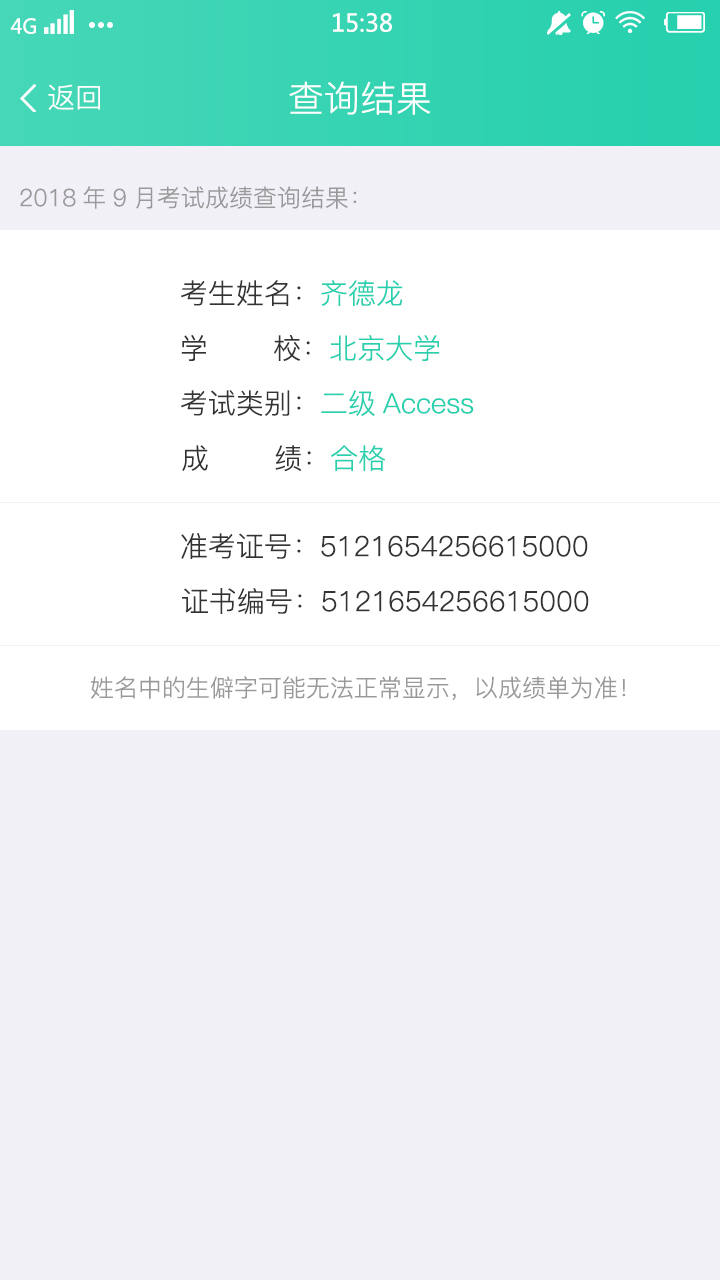 4G 15:38
返回 查询结果
2018 年 9 月考试成绩查询结果：
考生姓名：齐德龙
学 校：北京大学
考试类别：二级 Access
成 绩：合格
准考证号：5121654256615000
证书编号：5121654256615000
姓名中的生僻字可能无法正常显示，以成绩单为准！